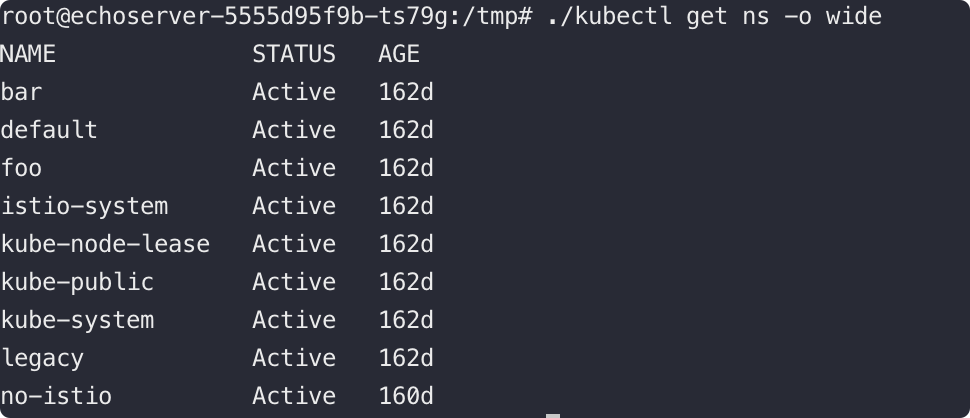 root@echoserver-5555d95f9b-ts79g:/tmp# ./kubectl get ns -o wide
NAME STATUS AGE
bar Active 162d
default Active 162d
foo Active 162d
istio-system Active 162d
kube-node-lease Active 162d
kube-public Active 162d
kube-system Active 162d
legacy Active 162d
no-istio Active 160d